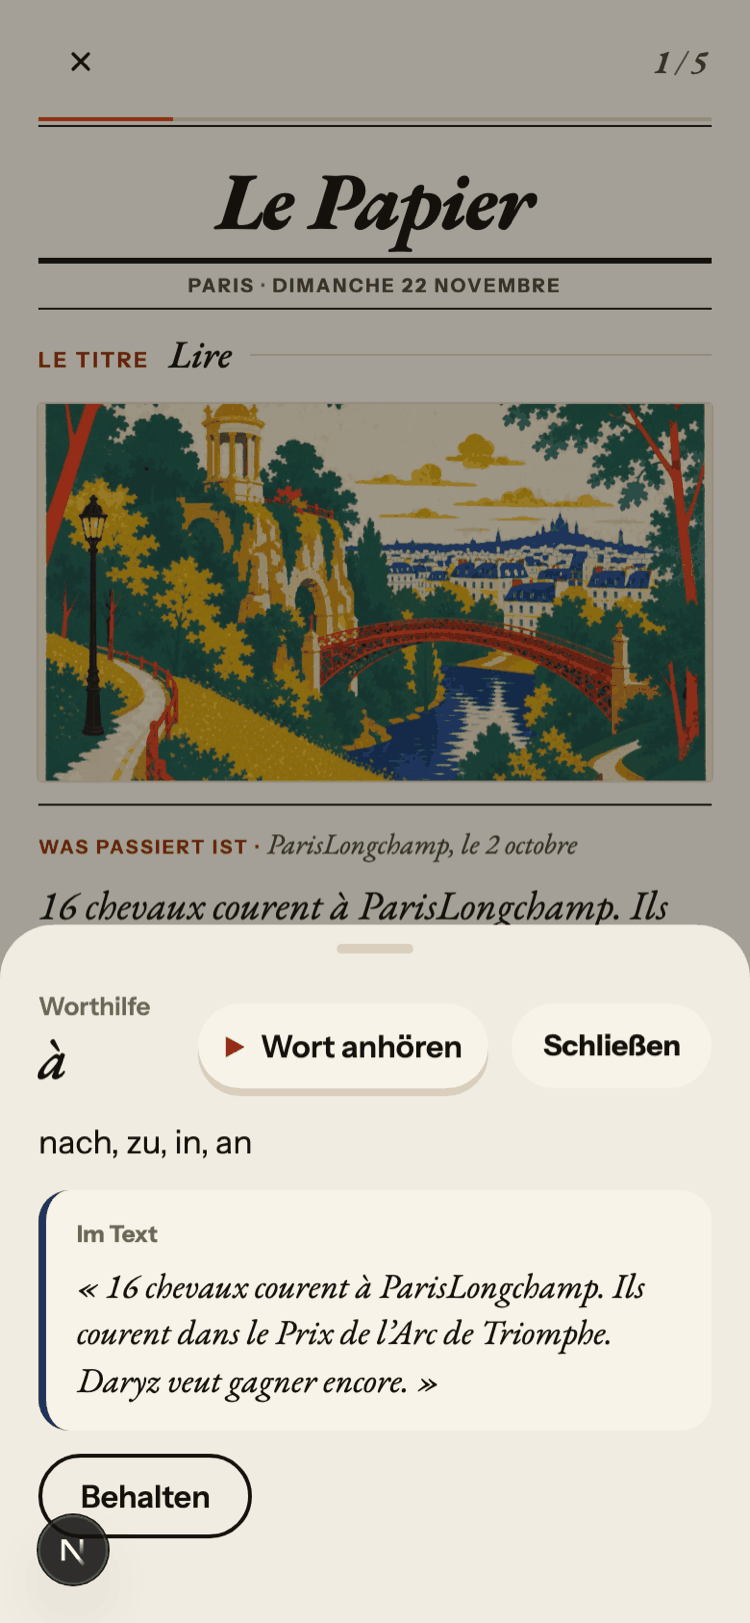 ×
1/5
Le Papier
PARIS · DIMANCHE 22 NOVEMBRE
LE TITRE Lire
WAS PASSIERT IST · ParisLongchamp, le 2 octobre
16 chevaux courent à ParisLongchamp. Ils
Worthilfe
à
Wort anhören
Schließen
nach, zu, in, an
Im Text
« 16 chevaux courent à ParisLongchamp. Ils
courent dans le Prix de l’Arc de Triomphe.
Daryz veut gagner encore. »
Behalten
N